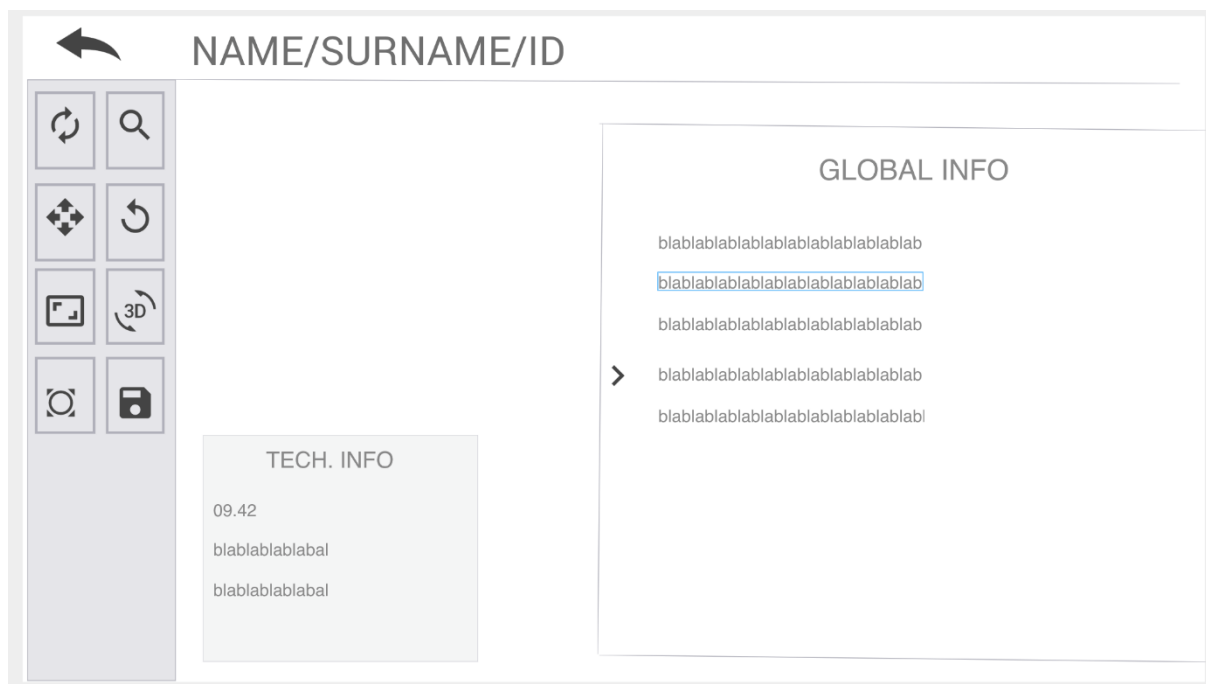 NAME/SURNAME/ID
3D
GLOBAL INFO
blablablablablablablablablablablab
blablablablablablablablablablablab
blablablablablablablablablablablab
blablablablablablablablablablablab
blablablablablablablablablablablabl
TECH. INFO
09.42
blablablablabal
blablablablabal